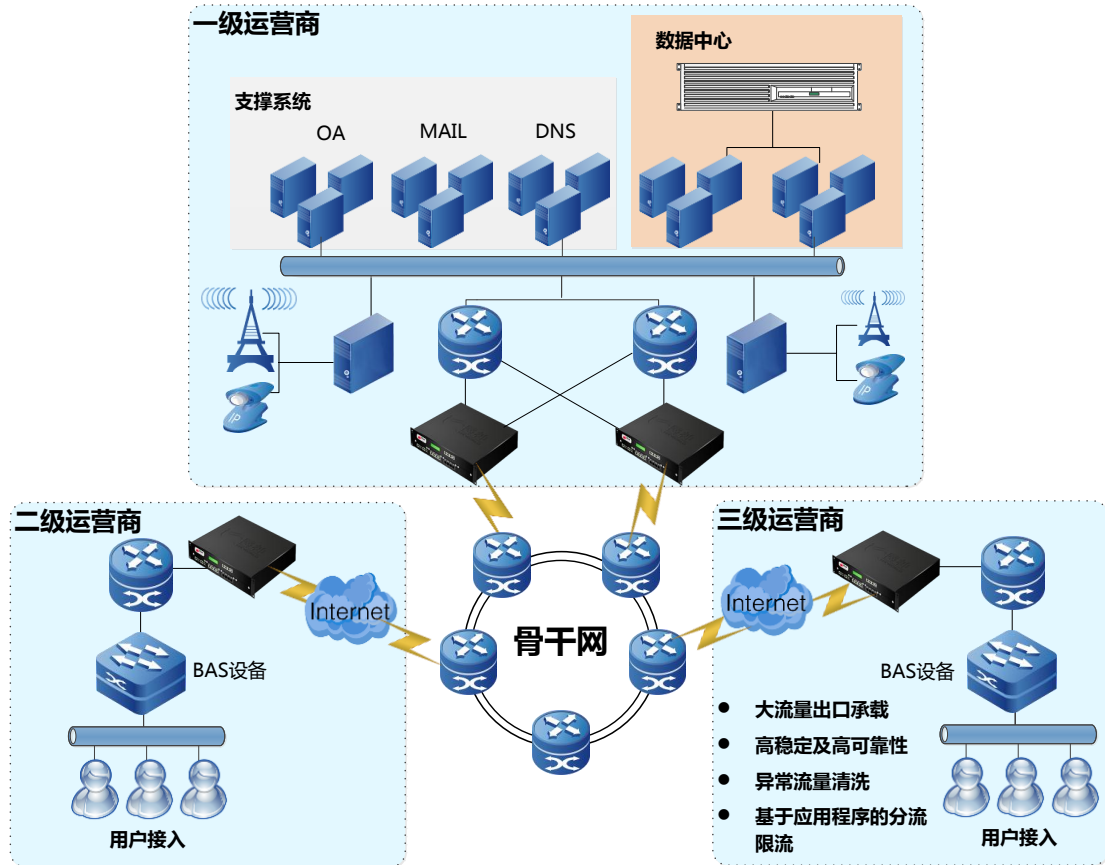 一级运营商
数据中心
支撑系统
OA
MAIL
DNS
IP
IP
二级运营商
三级运营商
Internet
Internet
骨干网
BAS设备
BAS设备
● 大流量出口承载
● 高稳定及高可靠性
● 异常流量清洗
● 基于应用程序的分流
限流
用户接入
用户接入